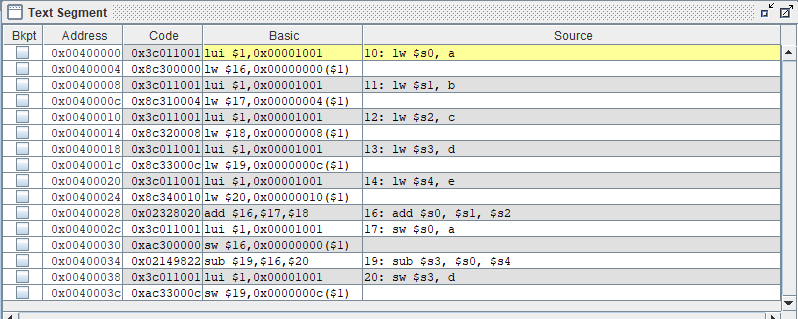 Text Segment
Bkpt Address Code Basic Source
0x00400000 0x3c011001 lui $1,0x00001001 10: lw $s0, a
0x00400004 0x8c300000 lw $16,0x00000000($1)
0x00400008 0x3c011001 lui $1,0x00001001 11: lw $s1, b
0x0040000c 0x8c310004 lw $17,0x00000004($1)
0x00400010 0x3c011001 lui $1,0x00001001 12: lw $s2, c
0x00400014 0x8c320008 lw $18,0x00000008($1)
0x00400018 0x3c011001 lui $1,0x00001001 13: lw $s3, d
0x0040001c 0x8c33000c lw $19,0x0000000c($1)
0x00400020 0x3c011001 lui $1,0x00001001 14: lw $s4, e
0x00400024 0x8c340010 lw $20,0x00000010($1)
0x00400028 0x02328020 add $16,$17,$18 16: add $s0, $s1, $s2
0x0040002c 0x3c011001 lui $1,0x00001001 17: sw $s0, a
0x00400030 0xac300000 sw $16,0x00000000($1)
0x00400034 0x02149822 sub $19,$16,$20 19: sub $s3, $s0, $s4
0x00400038 0x3c011001 lui $1,0x00001001 20: sw $s3, d
0x0040003c 0xac33000c sw $19,0x0000000c($1)